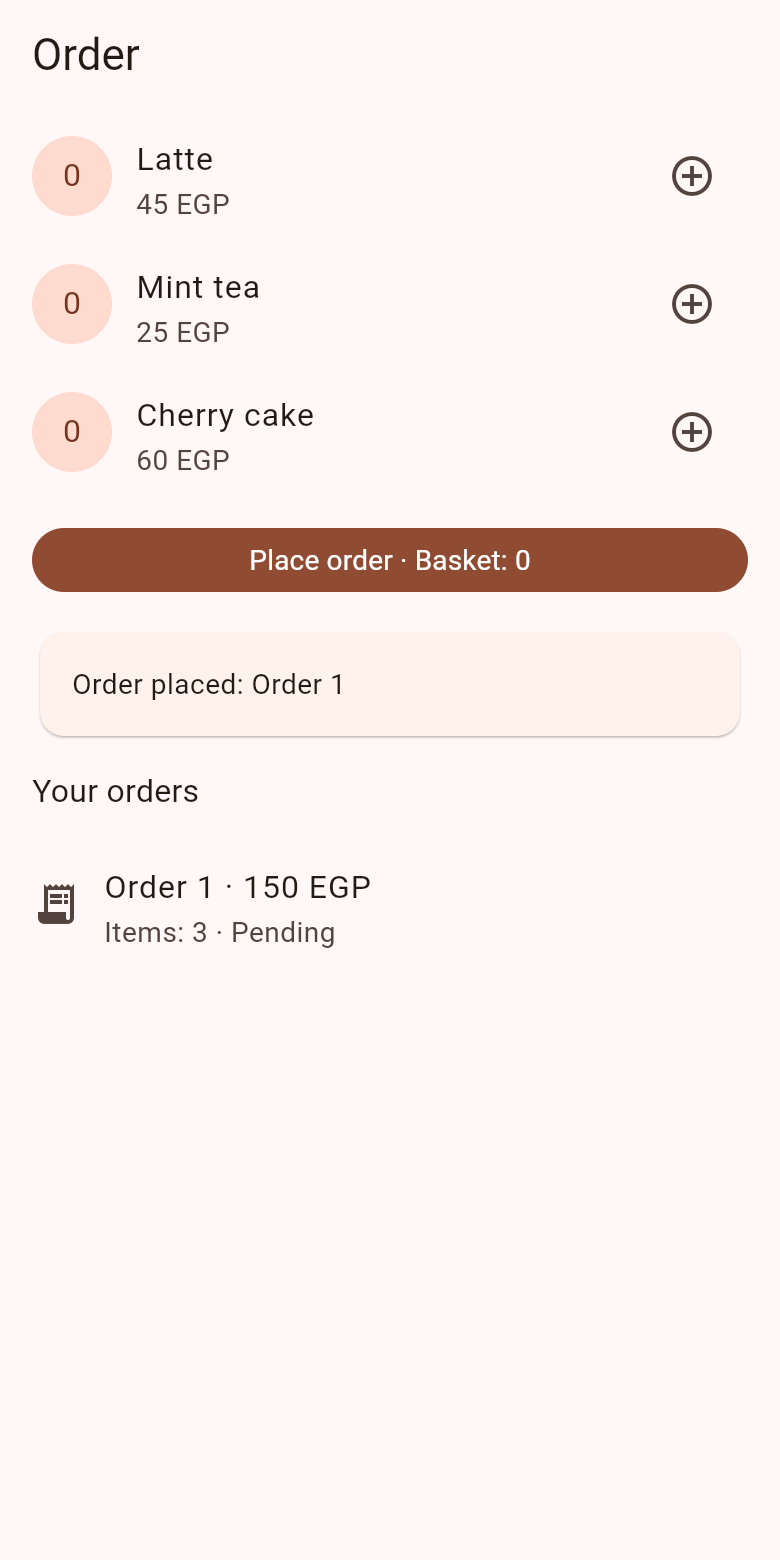 Order
0
Latte
45 EGP
0
Mint tea
25 EGP
0
Cherry cake
60 EGP
Place order · Basket: 0
Order placed: Order 1
Your orders
Order 1 · 150 EGP
Items: 3 · Pending